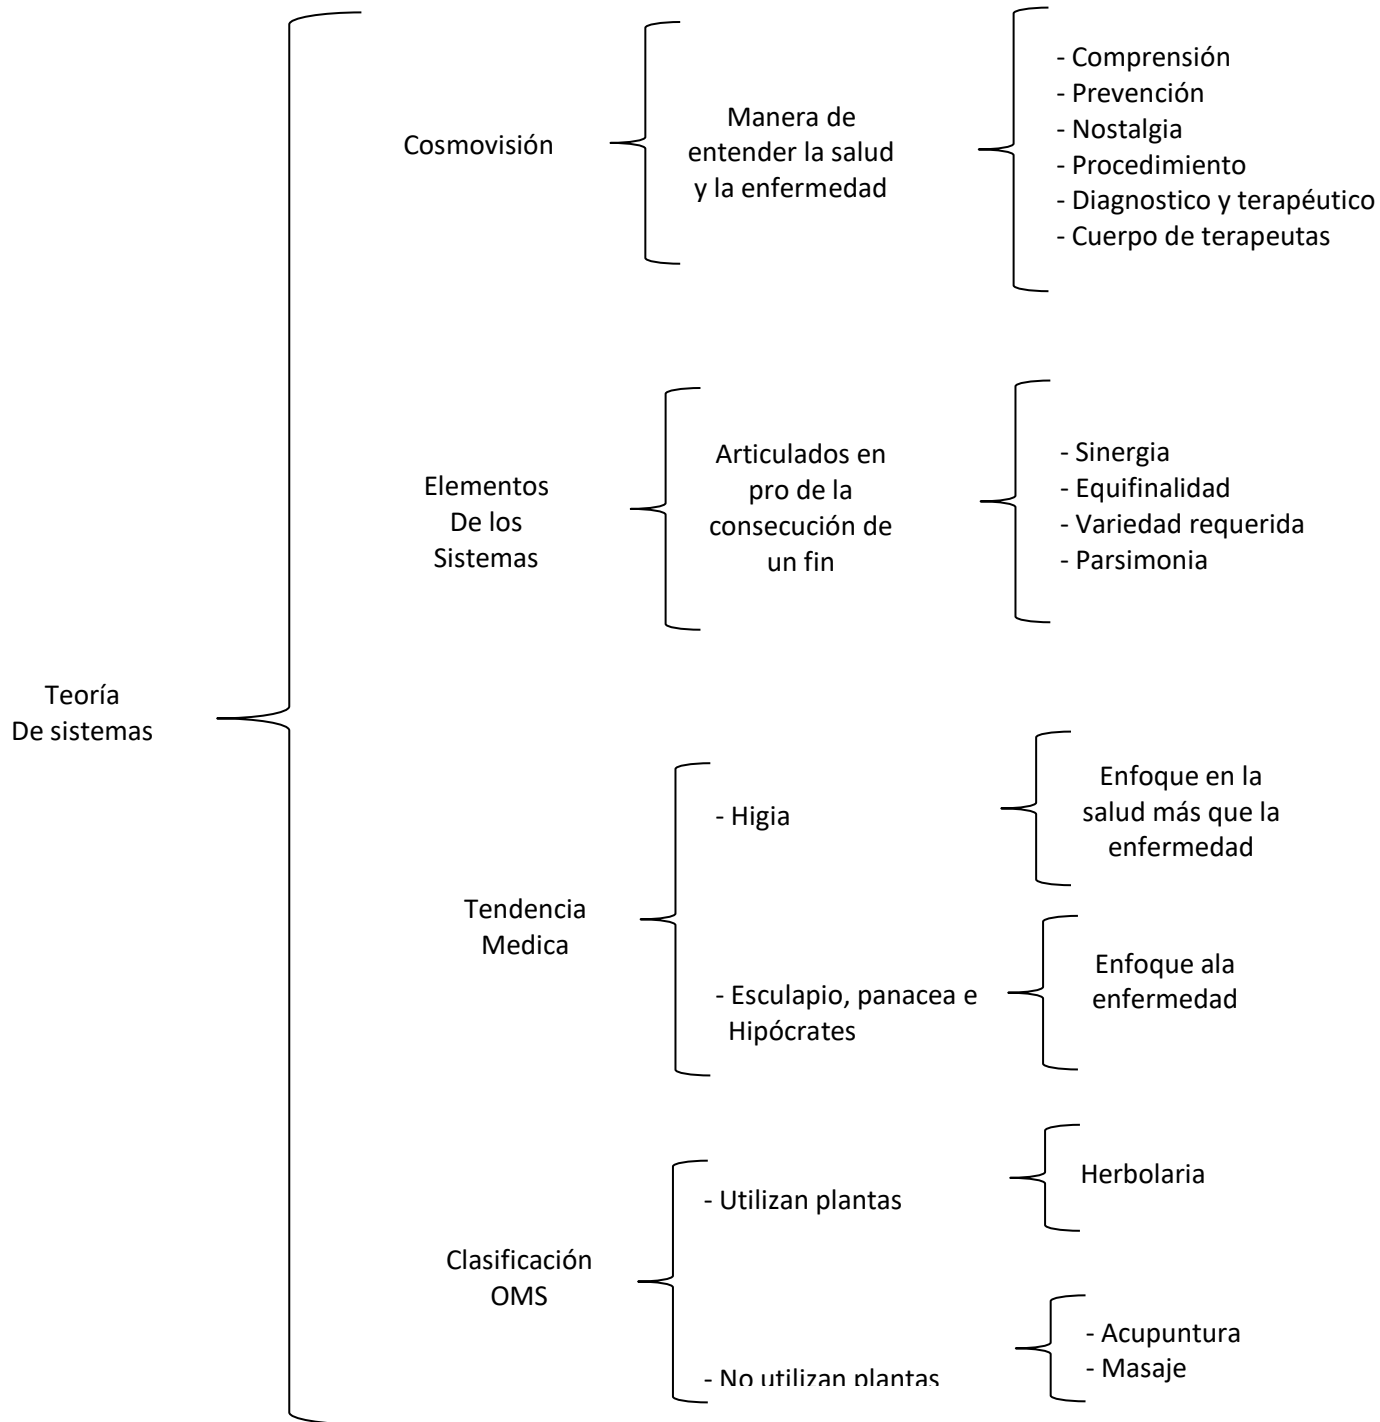 Teoría
De sistemas
Cosmovisión
Manera de
entender la salud
y la enfermedad
- Comprensión
- Prevención
- Nostalgia
- Procedimiento
- Diagnostico y terapéutico
- Cuerpo de terapeutas
Elementos
De los
Sistemas
Articulados en
pro de la
consecución de
un fin
- Sinergia
- Equifinalidad
- Variedad requerida
- Parsimonia
Tendencia
Medica
- Higia
Enfoque en la
salud más que la
enfermedad
- Esculapio, panacea e
Hipócrates
Enfoque ala
enfermedad
Clasificación
OMS
- Utilizan plantas
Herbolaria
- No utilizan plantas
- Acupuntura
- Masaje